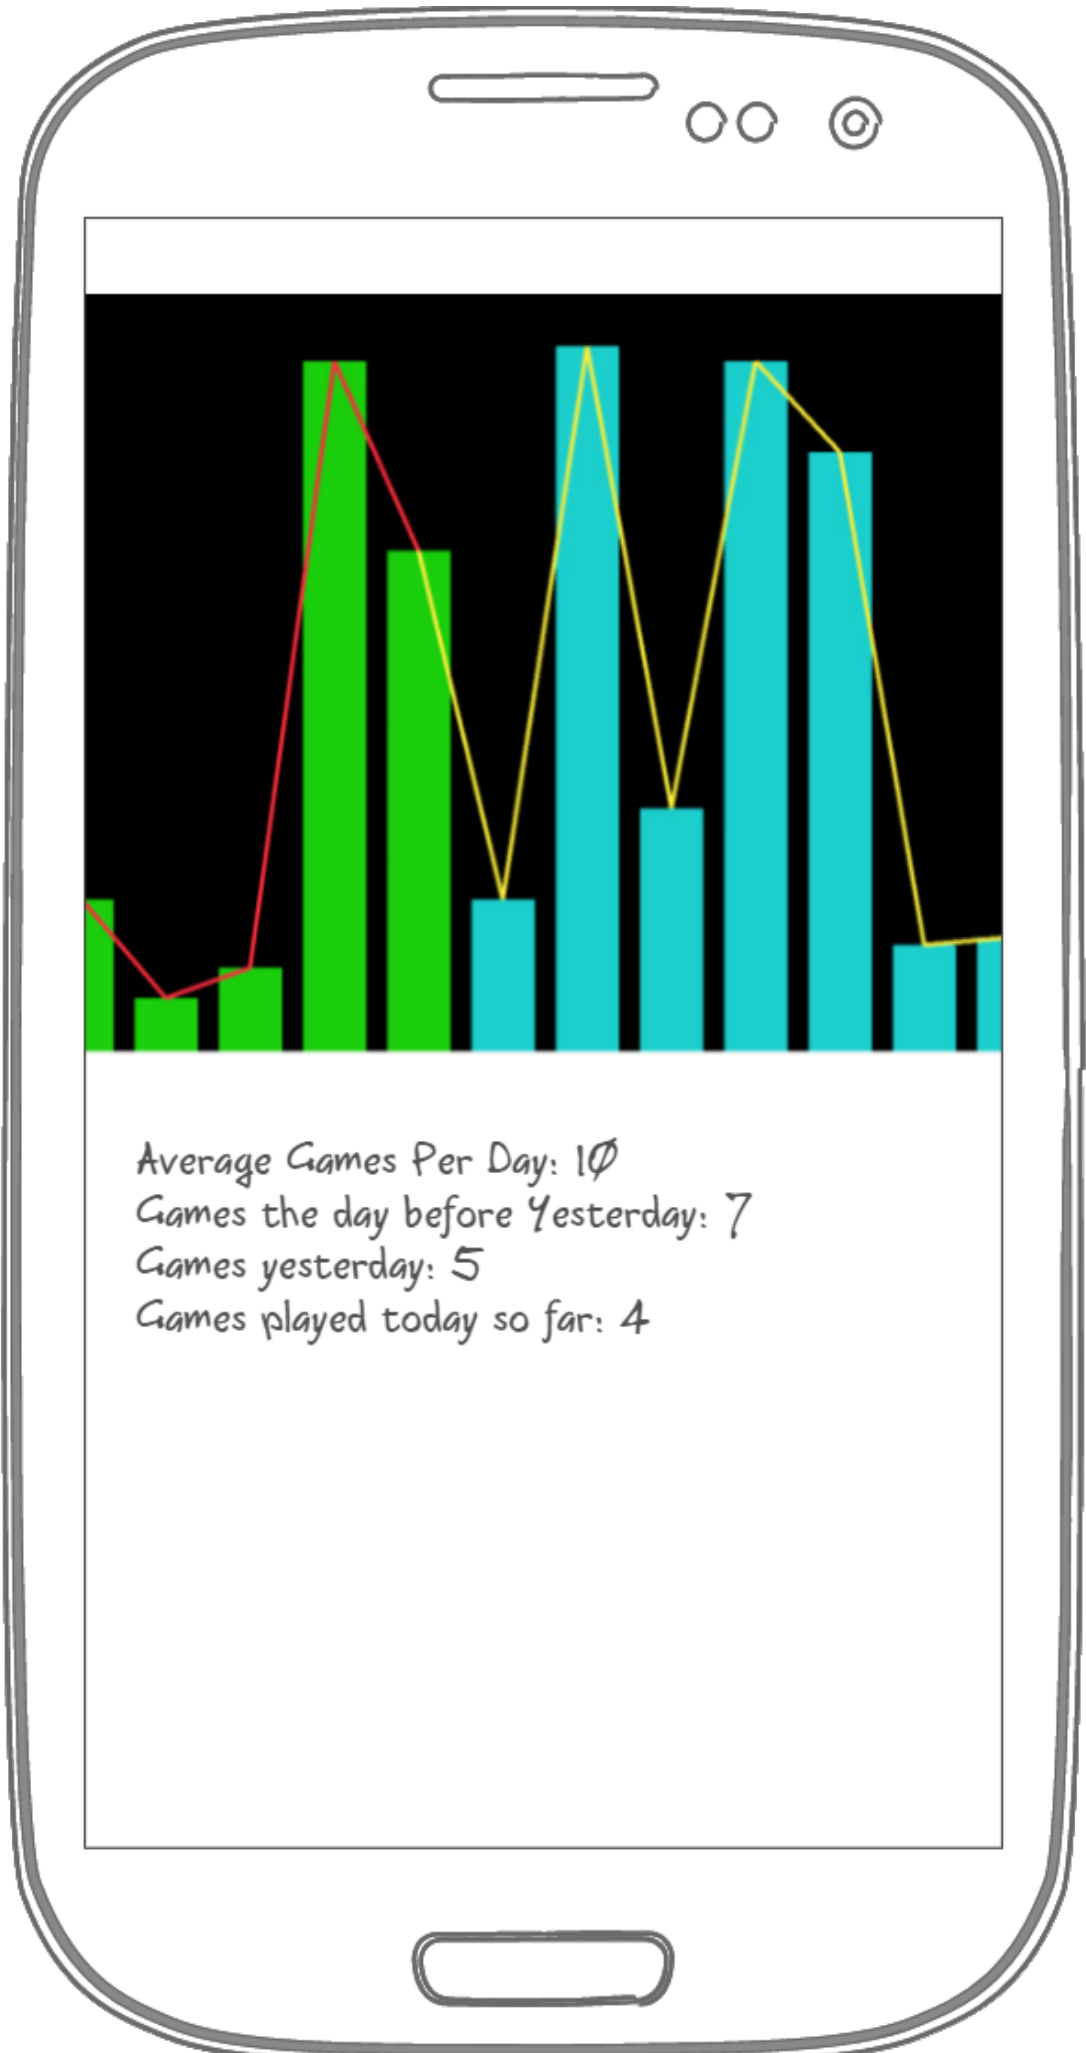 Average Games Per Day: 10
Games the day before Yesterday: 7
Games yesterday: 5
Games played today so far: 4